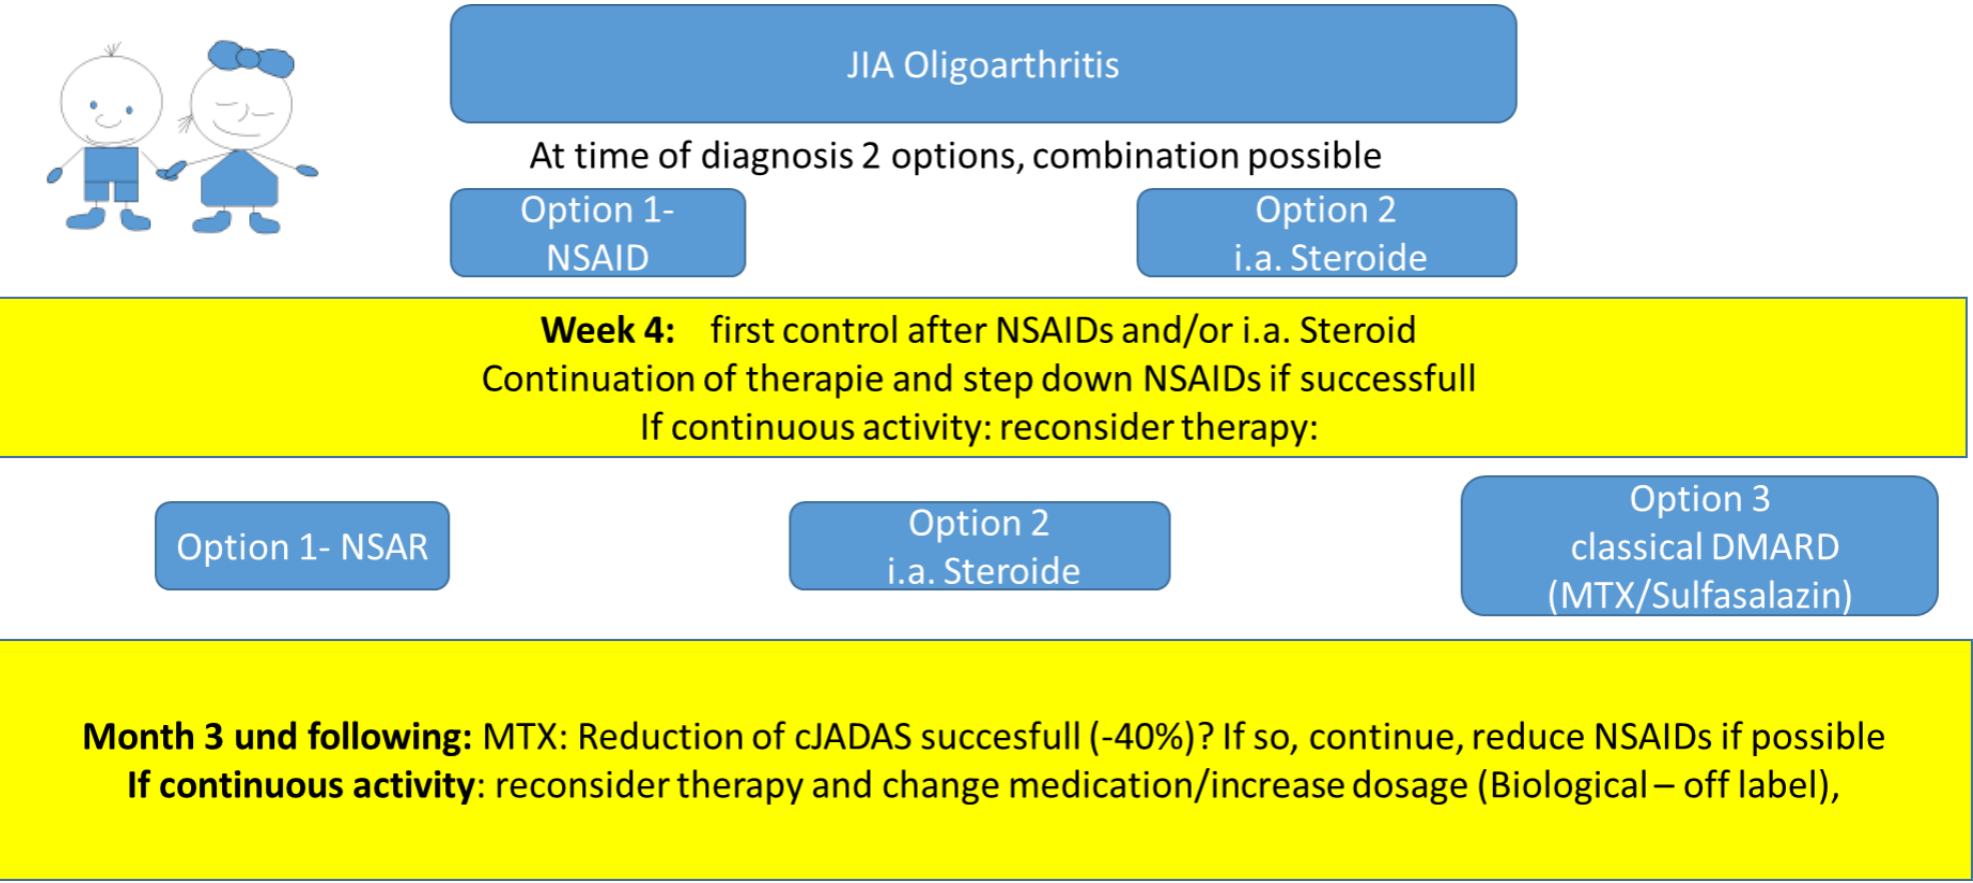 JIA Oligoarthritis
At time of diagnosis 2 options, combination possible
Option 1-
NSAID
Option 2
i.a. Steroide
Week 4: first control after NSAIDs and/or i.a. Steroid
Continuation of therapie and step down NSAIDs if successfull
If continuous activity: reconsider therapy:
Option 1- NSAR
Option 2
i.a. Steroide
Option 3
classical DMARD
(MTX/Sulfasalazin)
Month 3 und following: MTX: Reduction of cJADAS succesfull (-40%)? If so, continue, reduce NSAIDs if possible
If continuous activity: reconsider therapy and change medication/increase dosage (Biological – off label),